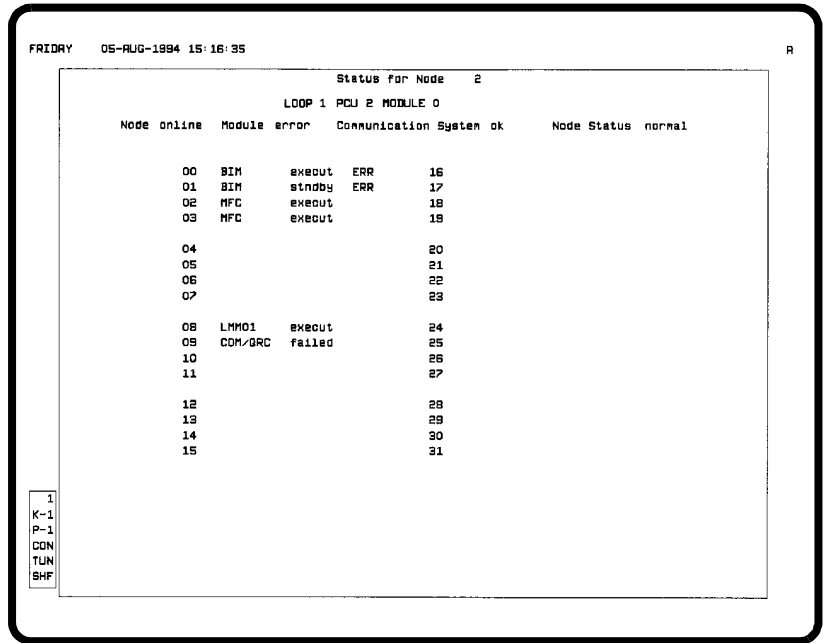 FRIDAY 05-AUG-1994 15:16:35 R
Status for Node 2
LOOP 1 PCU 2 MODULE 0
Node online Module error Communication System ok Node Status normal
00 BIM execut ERR 16
01 BIM stndby ERR 17
02 MFC execut 18
03 MFC execut 19
04 20
05 21
06 22
07 23
08 LMM01 execut 24
09 COM/GRC failed 25
10 26
11 27
12 28
13 29
14 30
15 31
1
K-1
P-1
CON
TUN
SHF